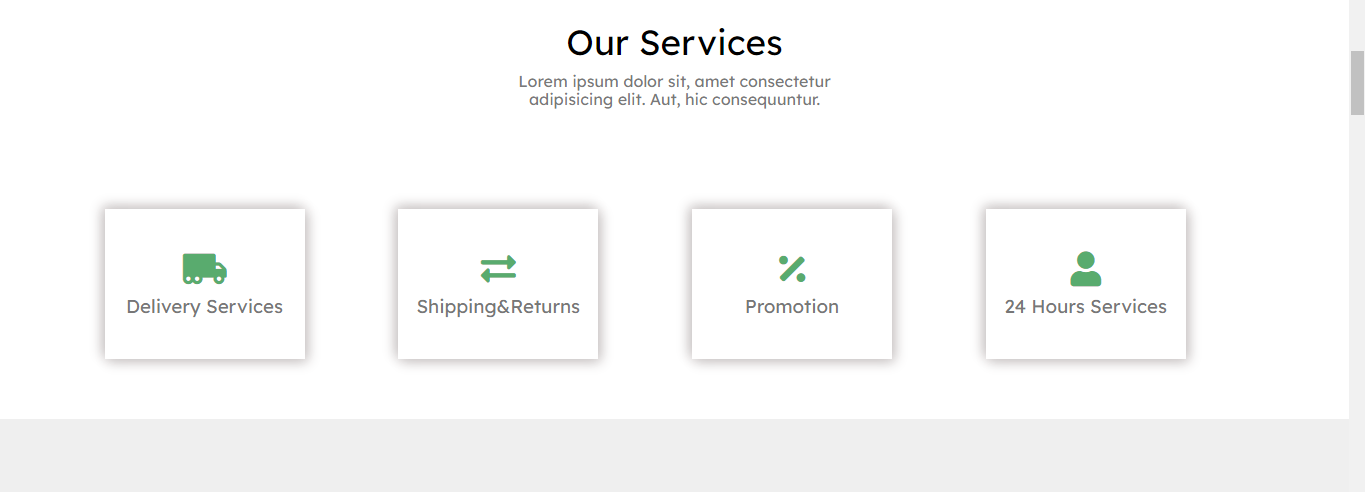 Our Services
Lorem ipsum dolor sit, amet consectetur
adipisicing elit. Aut, hic consequuntur.
Delivery Services
Shipping&Returns
Promotion
24 Hours Services